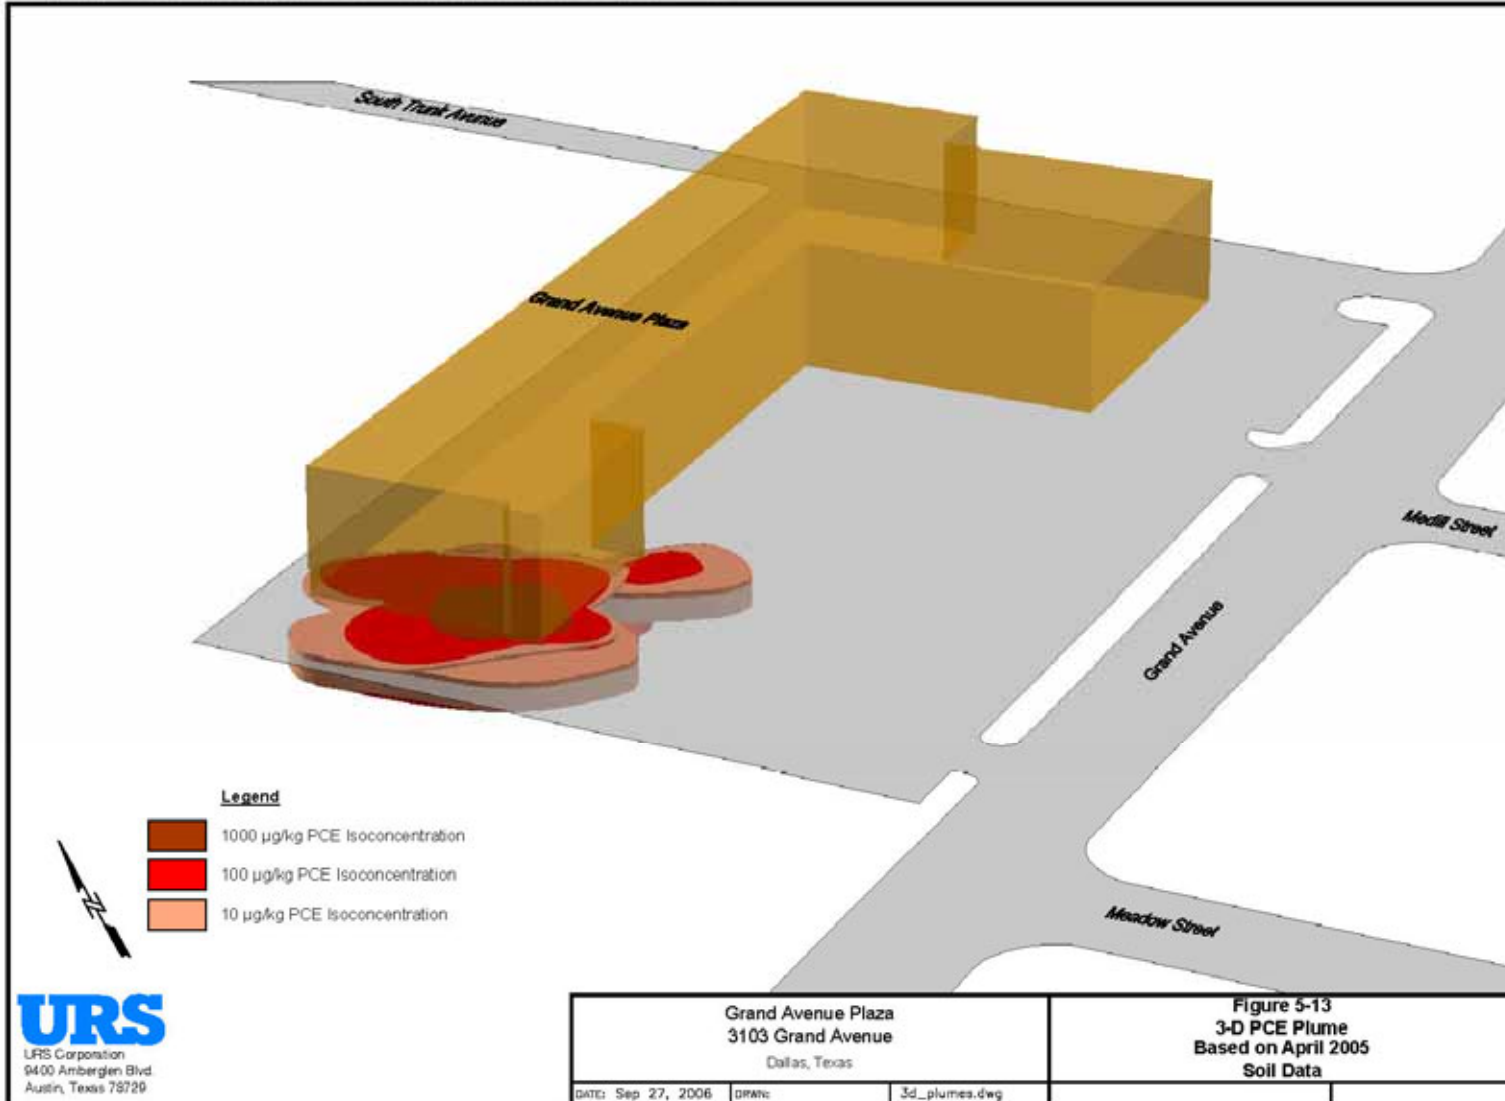 South Trunk Avenue
Grand Avenue Plaza
Medill Street
Grand Avenue
Meadow Street
Legend
1000 µg/kg PCE Isoconcentration
100 µg/kg PCE Isoconcentration
10 µg/kg PCE Isoconcentration
N
URS
URS Corporation
9400 Amberglen Blvd.
Austin, Texas 78729
Grand Avenue Plaza
3103 Grand Avenue
Dallas, Texas
Figure 5-13
3-D PCE Plume
Based on April 2005
Soil Data
DATE: Sep 27, 2006
DRWN:
3d_plumes.dwg